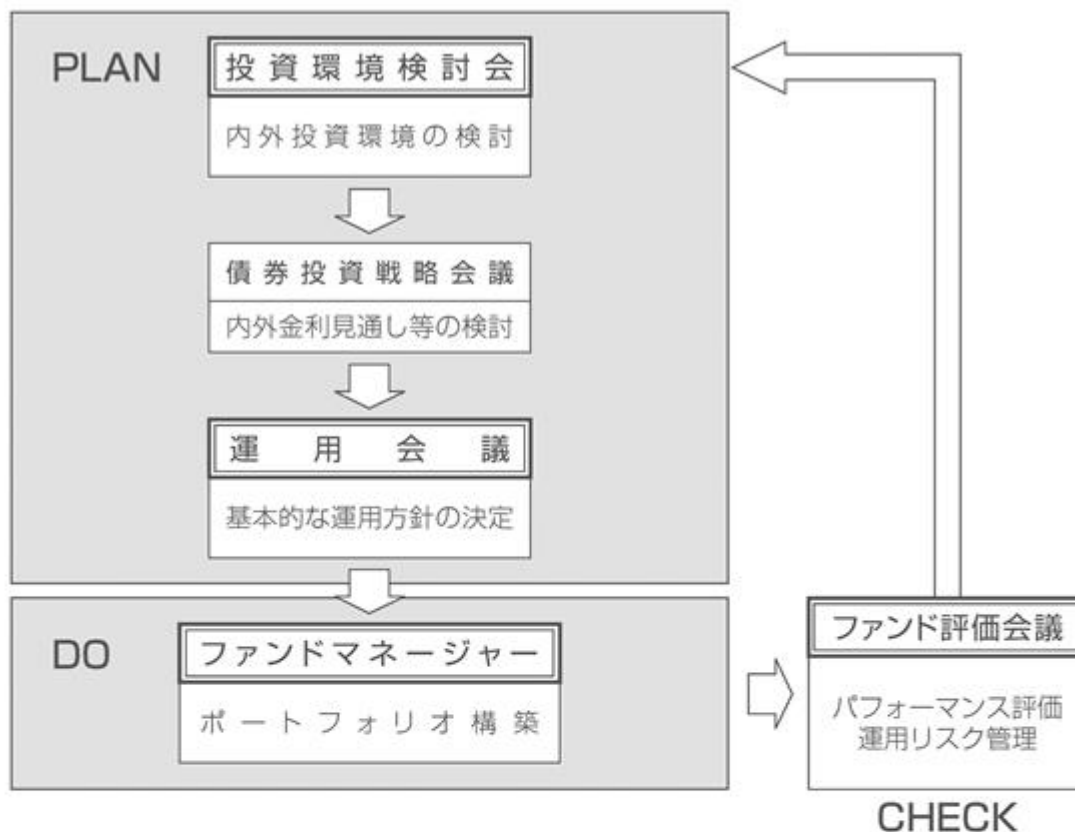 PLAN
投資環境検討会
内外投資環境の検討
債券投資戦略会議
内外金利見通し等の検討
運用会議
基本的な運用方針の決定
DO
ファンドマネージャー
ポートフォリオ構築
ファンド評価会議
パフォーマンス評価
運用リスク管理
CHECK